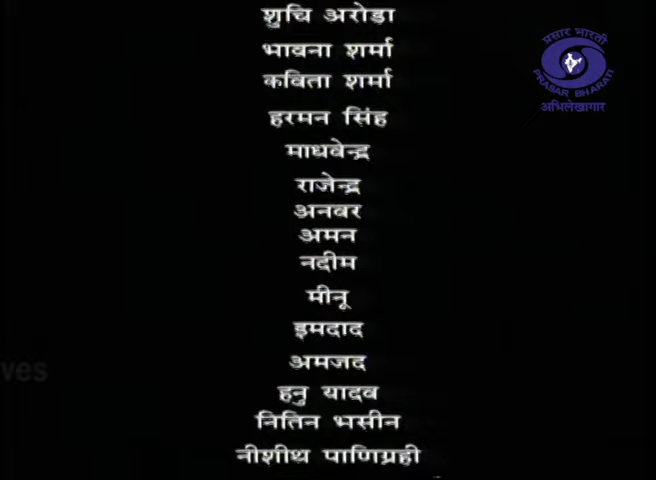 शुचि अरोड़ा
भावना शर्मा
कविता शर्मा
हरमन सिंह
माधवेन्द्र
राजेन्द्र
अनवर
अमन
नदीम
मीनू
इमदाद
अमजद
हनु यादव
नितिन भसीन
नीशीथ पाणिग्रही
प्रसार भारती
PRASAR BHARATI
अभिलेखागार
ves